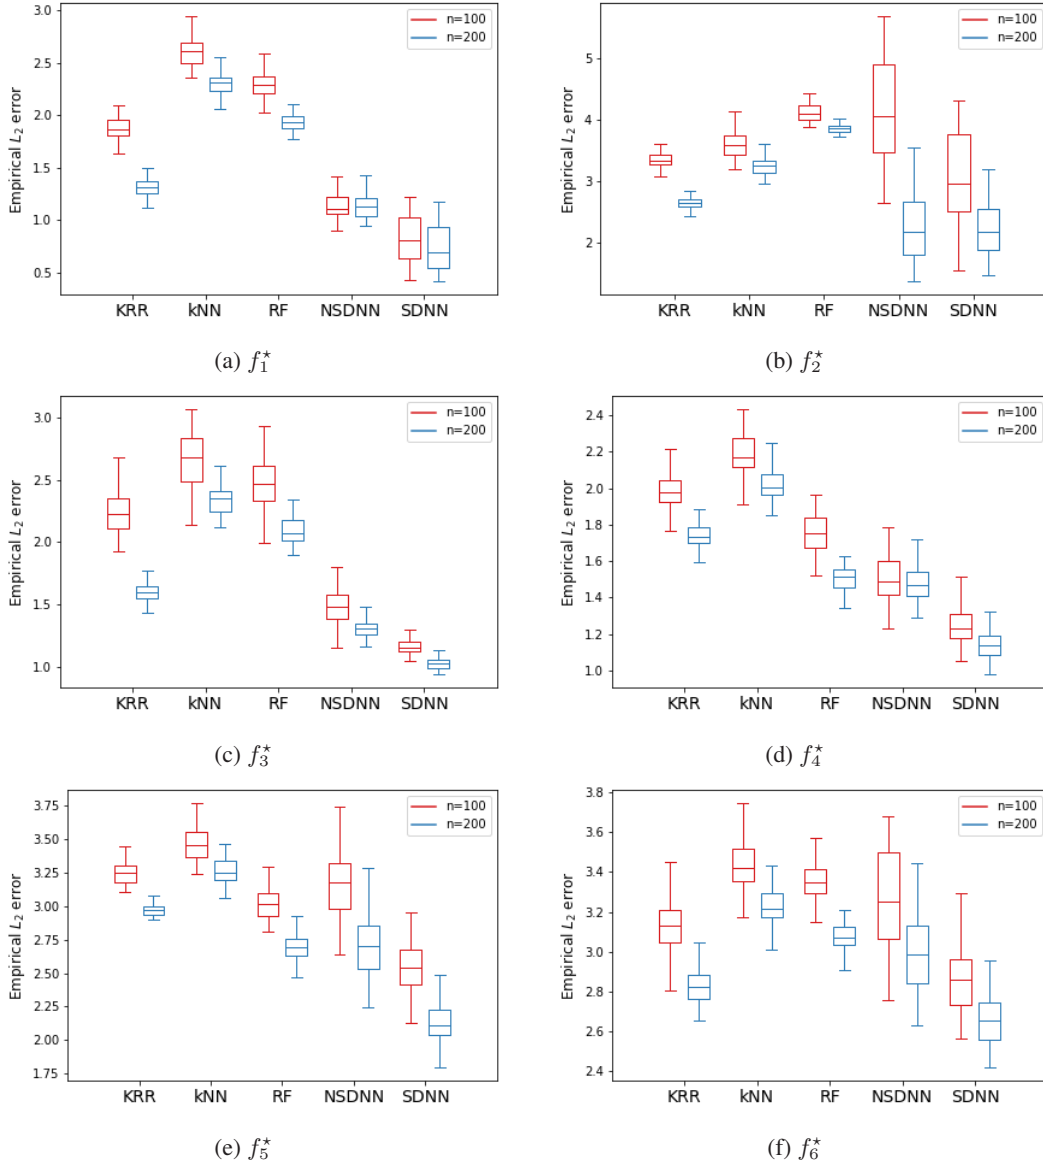 3.0
2.5
2.0
1.5
1.0
0.5
Empirical L₂ error
n=100
n=200
KRR kNN RF NSDNN SDNN
(a) f₁⋆
5
4
3
2
Empirical L₂ error
n=100
n=200
KRR kNN RF NSDNN SDNN
(b) f₂⋆
3.0
2.5
2.0
1.5
1.0
Empirical L₂ error
n=100
n=200
KRR kNN RF NSDNN SDNN
(c) f₃⋆
2.4
2.2
2.0
1.8
1.6
1.4
1.2
1.0
Empirical L₂ error
n=100
n=200
KRR kNN RF NSDNN SDNN
(d) f₄⋆
3.75
3.50
3.25
3.00
2.75
2.50
2.25
2.00
1.75
Empirical L₂ error
n=100
n=200
KRR kNN RF NSDNN SDNN
(e) f₅⋆
3.8
3.6
3.4
3.2
3.0
2.8
2.6
2.4
Empirical L₂ error
n=100
n=200
KRR kNN RF NSDNN SDNN
(f) f₆⋆